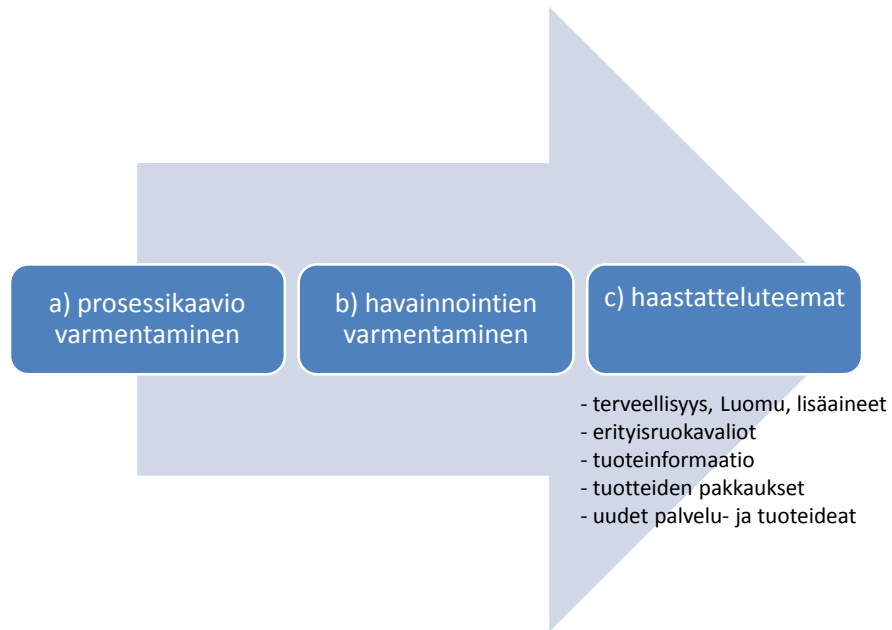 a) prosessikaavio
varmentaminen
b) havainnointien
varmentaminen
c) haastatteluteemat
- terveellisyys, Luomu, lisäaineet
- erityisruokavaliot
- tuoteinformaatio
- tuotteiden pakkaukset
- uudet palvelu- ja tuoteideat